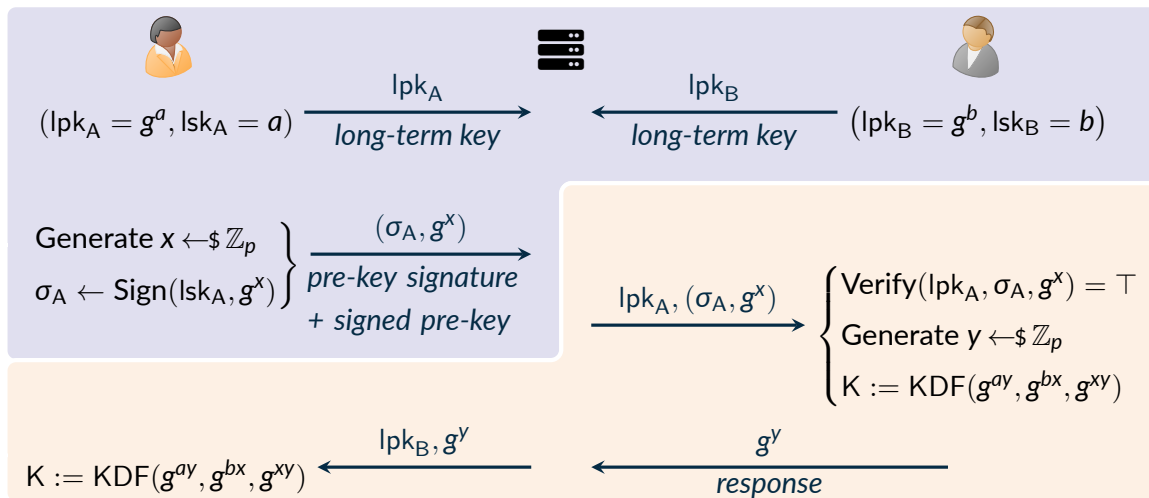 lpk_A lpk_B
(lpk_A = g^a, lsk_A = a) (lpk_B = g^b, lsk_B = b)
long-term key long-term key
Generate x ←$ ℤ_p
σ_A ← Sign(lsk_A, g^x)
(σ_A, g^x)
pre-key signature
+ signed pre-key
lpk_A, (σ_A, g^x)
Verify(lpk_A, σ_A, g^x) = ⊤
Generate y ←$ ℤ_p
K := KDF(g^{ay}, g^{bx}, g^{xy})
lpk_B, g^y g^y
K := KDF(g^{ay}, g^{bx}, g^{xy})
response